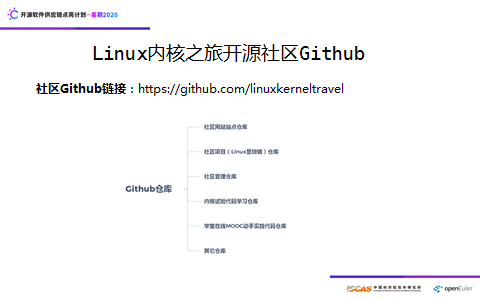 开源软件供应链点亮计划-暑期2020
Linux内核之旅开源社区Github
社区Github链接：https://github.com/linuxkerneltravel
社区网站站点仓库
社区项目（Linux显微镜）仓库
社区管理仓库
Github仓库
内核试验代码学习仓库
学堂在线MOOC动手实践代码仓库
其它仓库
ISCAS 中国科学院软件研究所
openEuler